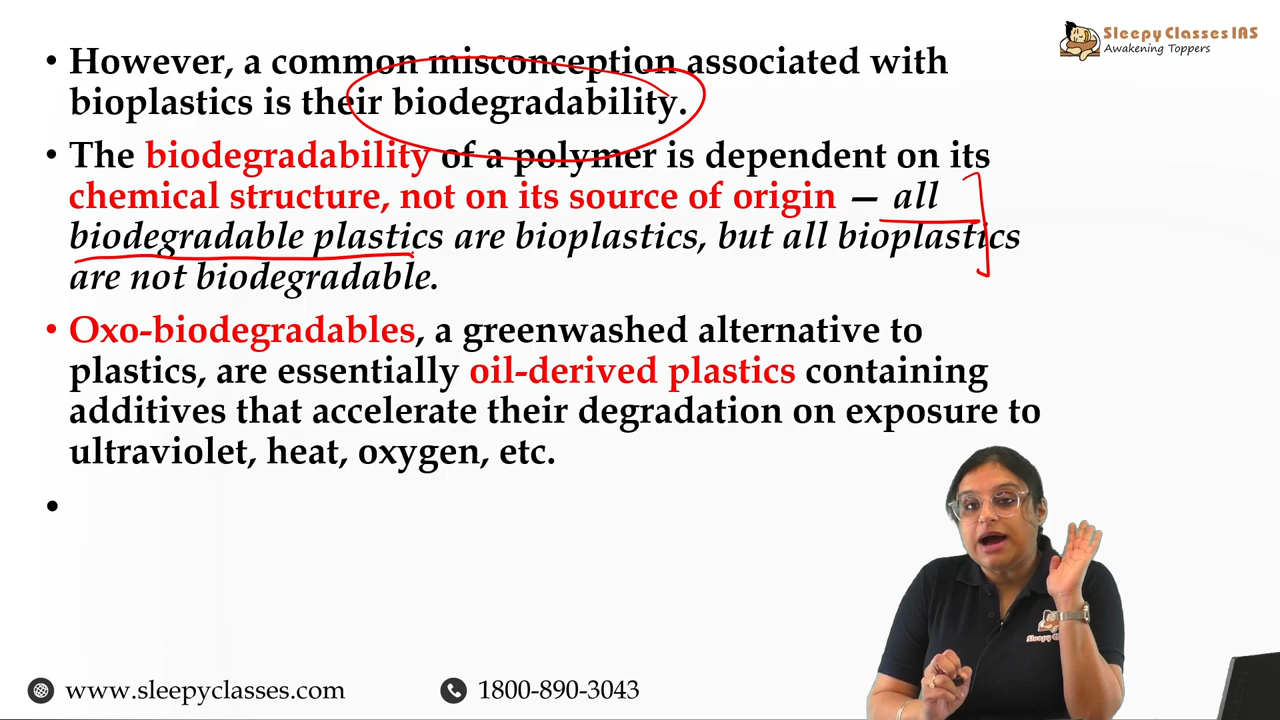 Sleepy Classes IAS
Awakening Toppers
• However, a common misconception associated with
bioplastics is their biodegradability.
• The biodegradability of a polymer is dependent on its
chemical structure, not on its source of origin — all
biodegradable plastics are bioplastics, but all bioplastics
are not biodegradable.
• Oxo-biodegradables, a greenwashed alternative to
plastics, are essentially oil-derived plastics containing
additives that accelerate their degradation on exposure to
ultraviolet, heat, oxygen, etc.
•
Sleepy Classes
www.sleepyclasses.com
1800-890-3043